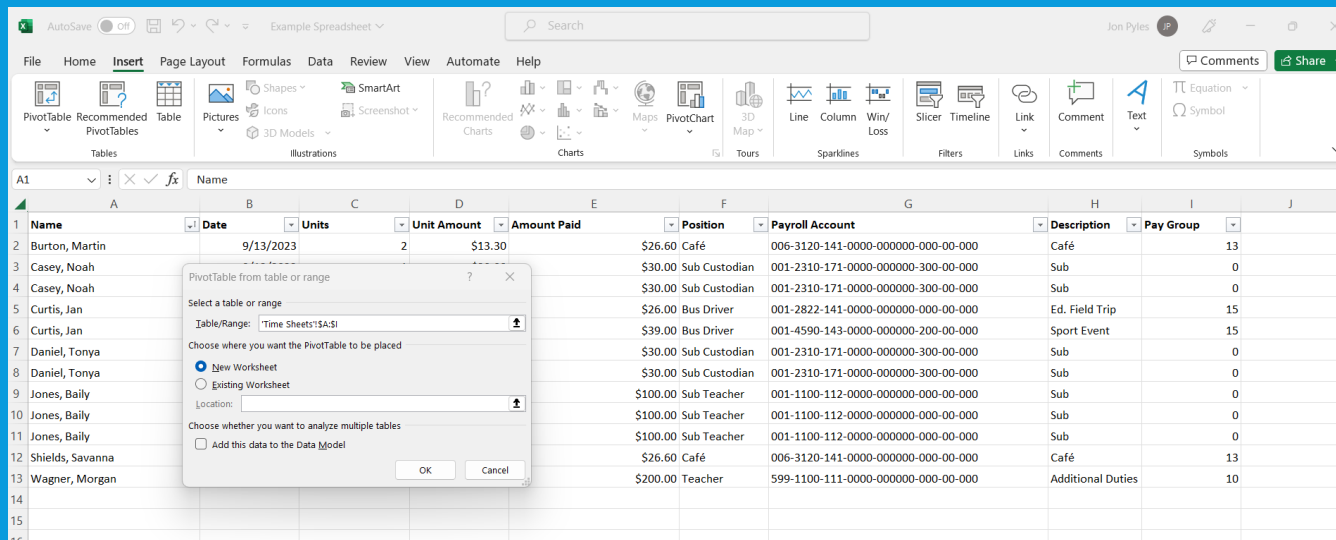 AutoSave Off Example Spreadsheet Search Jon Pyles JP
File Home Insert Page Layout Formulas Data Review View Automate Help Comments Share
PivotTable Recommended PivotTables Table
Tables
Pictures Shapes Icons 3D Models SmartArt Screenshot
Illustrations
Recommended Charts Maps PivotChart
Charts
3D Map
Tours
Line Column Win/Loss
Sparklines
Slicer Timeline
Filters
Link
Links
Comment
Comments
Text
Equation Symbol
Symbols
A1 fx Name
A B C D E F G H I J
1 Name Date Units Unit Amount Amount Paid Position Payroll Account Description Pay Group
2 Burton, Martin 9/13/2023 2 $13.30 $26.60 Café 006-3120-141-0000-000000-000-00-000 Café 13
3 Casey, Noah $30.00 Sub Custodian 001-2310-171-0000-000000-300-00-000 Sub 0
4 Casey, Noah $30.00 Sub Custodian 001-2310-171-0000-000000-300-00-000 Sub 0
5 Curtis, Jan $26.00 Bus Driver 001-2822-141-0000-000000-000-00-000 Ed. Field Trip 15
6 Curtis, Jan $39.00 Bus Driver 001-4590-143-0000-000000-200-00-000 Sport Event 15
7 Daniel, Tonya $30.00 Sub Custodian 001-2310-171-0000-000000-300-00-000 Sub 0
8 Daniel, Tonya $30.00 Sub Custodian 001-2310-171-0000-000000-300-00-000 Sub 0
9 Jones, Baily $100.00 Sub Teacher 001-1100-112-0000-000000-000-00-000 Sub 0
10 Jones, Baily $100.00 Sub Teacher 001-1100-112-0000-000000-000-00-000 Sub 0
11 Jones, Baily $100.00 Sub Teacher 001-1100-112-0000-000000-000-00-000 Sub 0
12 Shields, Savanna $26.60 Café 006-3120-141-0000-000000-000-00-000 Café 13
13 Wagner, Morgan $200.00 Teacher 599-1100-111-0000-000000-000-00-000 Additional Duties 10
14
15
PivotTable from table or range ?
Select a table or range
Table/Range: 'Time Sheets'!$A:$I
Choose where you want the PivotTable to be placed
New Worksheet
Existing Worksheet
Location:
Choose whether you want to analyze multiple tables
Add this data to the Data Model
OK Cancel